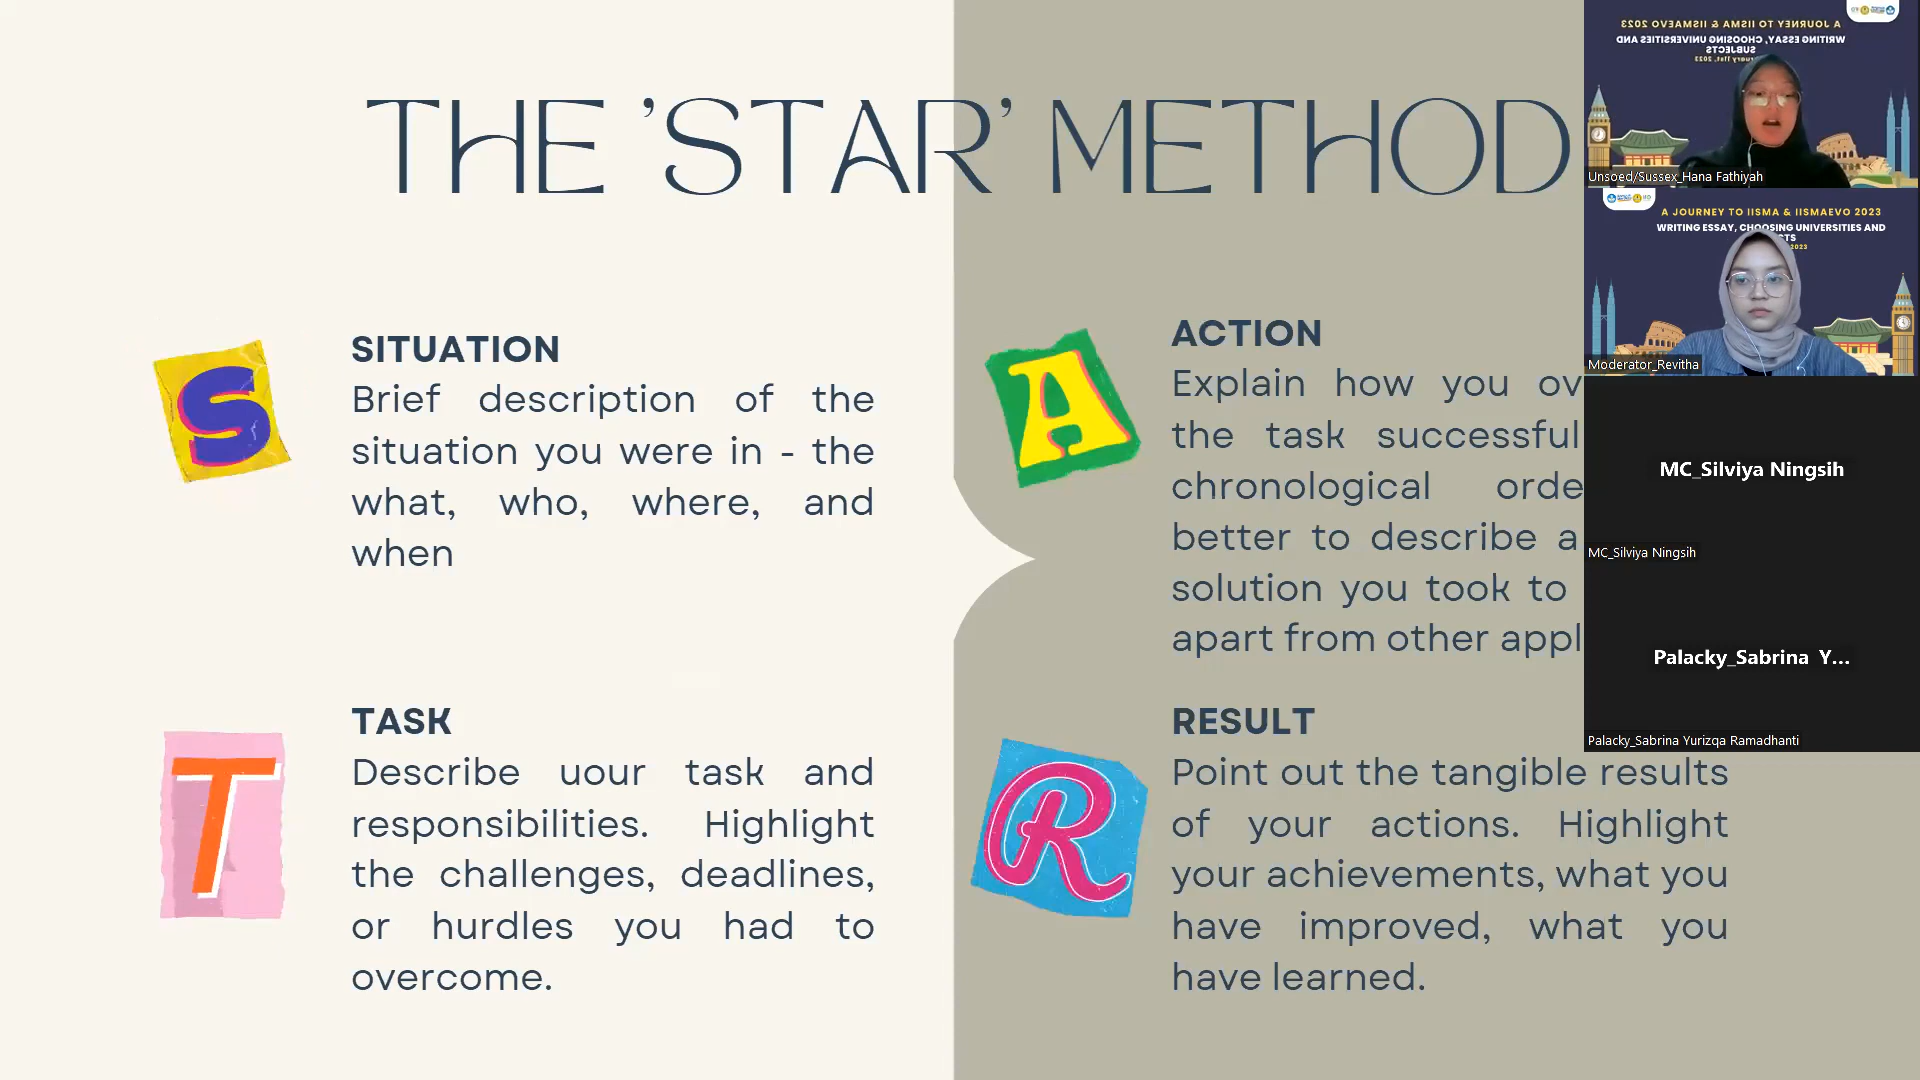 THE 'STAR' METHOD
S
SITUATION
Brief description of the
situation you were in - the
what, who, where, and
when
T
TASK
Describe uour task and
responsibilities. Highlight
the challenges, deadlines,
or hurdles you had to
overcome.
A
ACTION
Explain how you ov
the task successful
chronological orde
better to describe a
solution you took to
apart from other appl
R
RESULT
Point out the tangible results
of your actions. Highlight
your achievements, what you
have improved, what you
have learned.
A JOURNEY TO IISMA & IISMAEVO 2023
WRITING ESSAY, CHOOSING UNIVERSITIES AND
SUBJECTS
Unsoed/Sussex_Hana Fathiyah
A JOURNEY TO IISMA & IISMAEVO 2023
WRITING ESSAY, CHOOSING UNIVERSITIES AND
CTS
2023
Moderator_Revitha
MC_Silviya Ningsih
MC_Silviya Ningsih
Palacky_Sabrina Y...
Palacky_Sabrina Yurizqa Ramadhanti